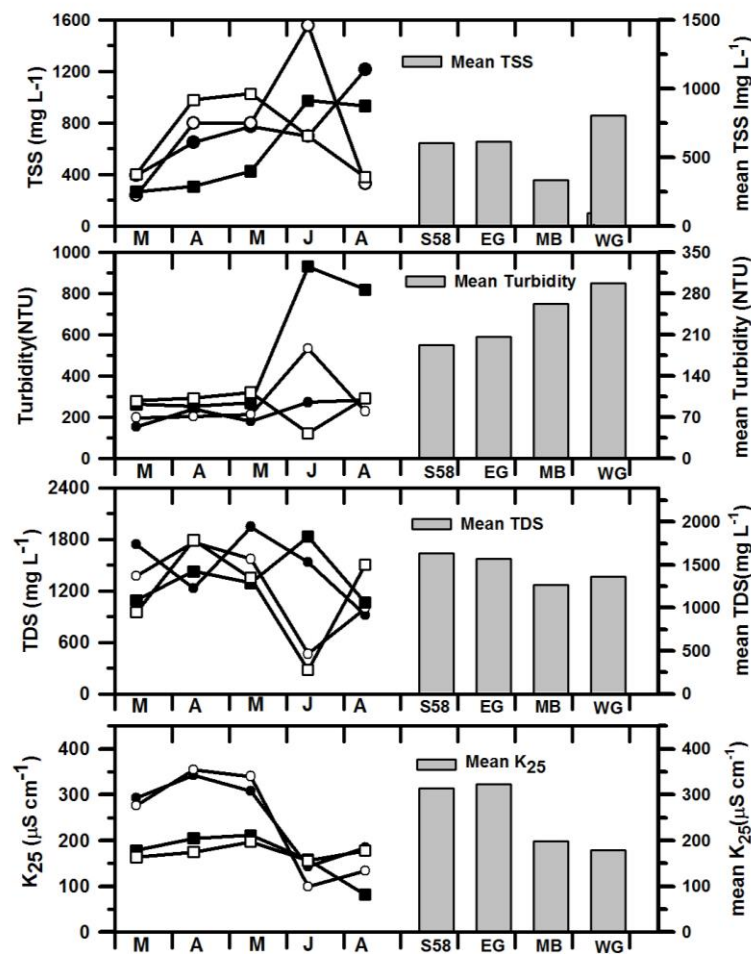 TSS (mg L-1)
1600
1200
800
400
0
M A M J A
Mean TSS
S58 EG MB WG
1500
1000
500
0
mean TSS lmg L⁻¹)
Turbidity(NTU)
1000
800
600
400
200
0
M A M J A
Mean Turbidity
S58 EG MB WG
350
280
210
140
70
0
mean Turbidity (NTU)
TDS (mg L⁻¹)
2400
1800
1200
600
0
M A M J A
Mean TDS
S58 EG MB WG
2000
1500
1000
500
0
mean TDS(mg L⁻¹)
K₂₅ (µS cm⁻¹)
400
300
200
100
0
M A M J A
Mean K₂₅
S58 EG MB WG
400
300
200
100
0
mean K₂₅(µS cm⁻¹)